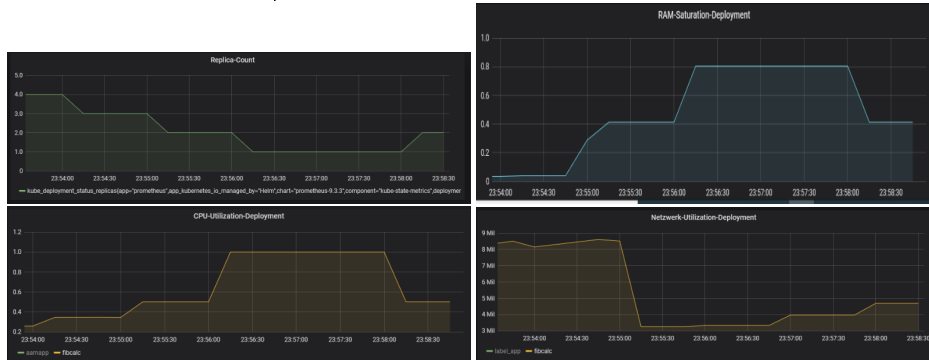 RAM-Saturation-Deployment
1.0
0.8
0.6
0.4
0.2
0
23:54:00 23:54:30 23:55:00 23:55:30 23:56:00 23:56:30 23:57:00 23:57:30 23:58:00 23:58:30
Replica-Count
5.0
4.0
3.0
2.0
1.0
0
23:54:00 23:54:30 23:55:00 23:55:30 23:56:00 23:56:30 23:57:00 23:57:30 23:58:00 23:58:30
kube_deployment_status_replicas{app="prometheus",app_kubernetes_io_managed_by="Helm",chart="prometheus-9.3.3",component="kube-state-metrics",deploymer
CPU-Utilization-Deployment
1.2
1.0
0.8
0.6
0.4
0.2
23:54:00 23:54:30 23:55:00 23:55:30 23:56:00 23:56:30 23:57:00 23:57:30 23:58:00 23:58:30
aamapp fibcalc
Netzwerk-Utilization-Deployment
9 Mil
8 Mil
7 Mil
6 Mil
5 Mil
4 Mil
3 Mil
23:54:00 23:54:30 23:55:00 23:55:30 23:56:00 23:56:30 23:57:00 23:57:30 23:58:00 23:58:30
label_app fibcalc